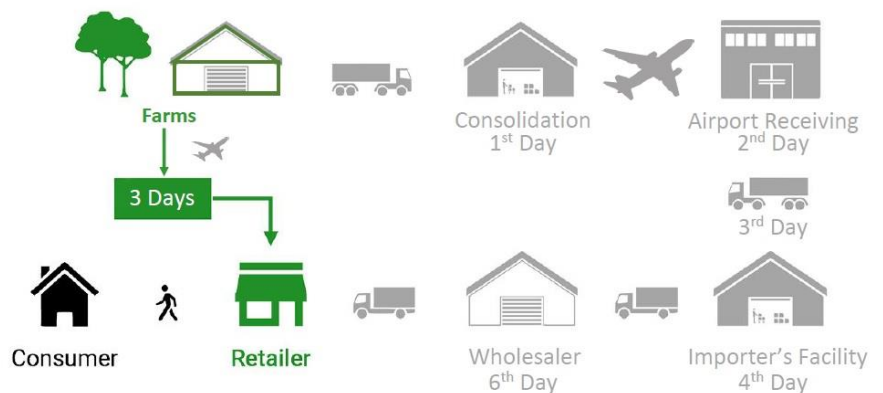 Farms
Consolidation
1st Day
Airport Receiving
2nd Day
3 Days
3rd Day
Consumer
Retailer
Wholesaler
6th Day
Importer's Facility
4th Day